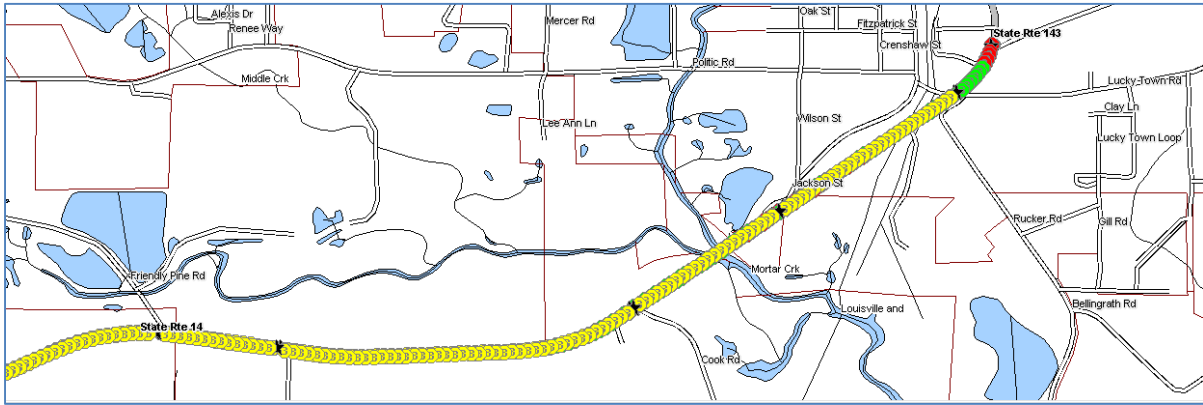 Alexis Dr
Renee Way
Mercer Rd
Oak St
Fitzpatrick St
State Rte 143
Crenshaw St
Politic Rd
Middle Crk
Lucky Town Rd
Clay Ln
Wilson St
Lee Ann Ln
Lucky Town Loop
Jackson St
Rucker Rd
Gill Rd
Mortar Crk
Friendly Pine Rd
Bellingrath Rd
Louisville and
State Rte 14
Cook Rd